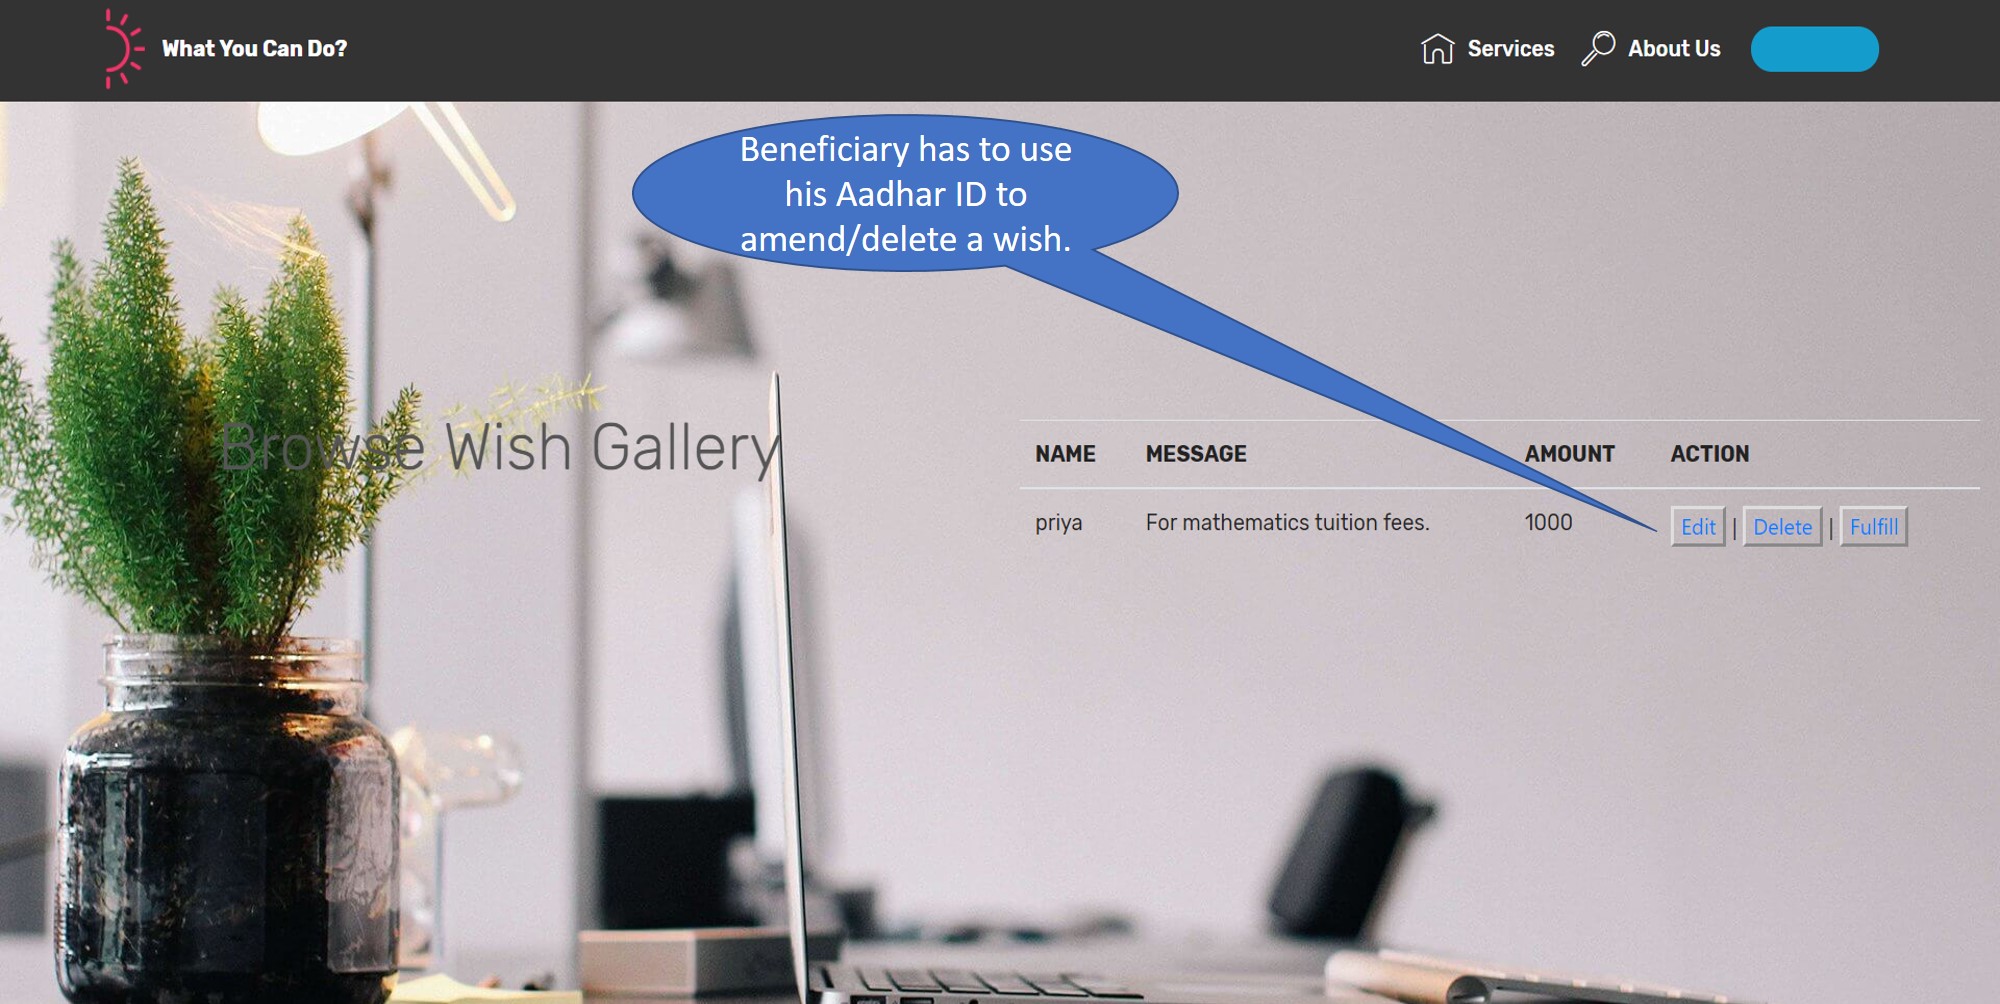 What You Can Do?
Services
About Us
Beneficiary has to use
his Aadhar ID to
amend/delete a wish.
Browse Wish Gallery
NAME MESSAGE AMOUNT ACTION
priya For mathematics tuition fees. 1000 Edit | Delete | Fulfill